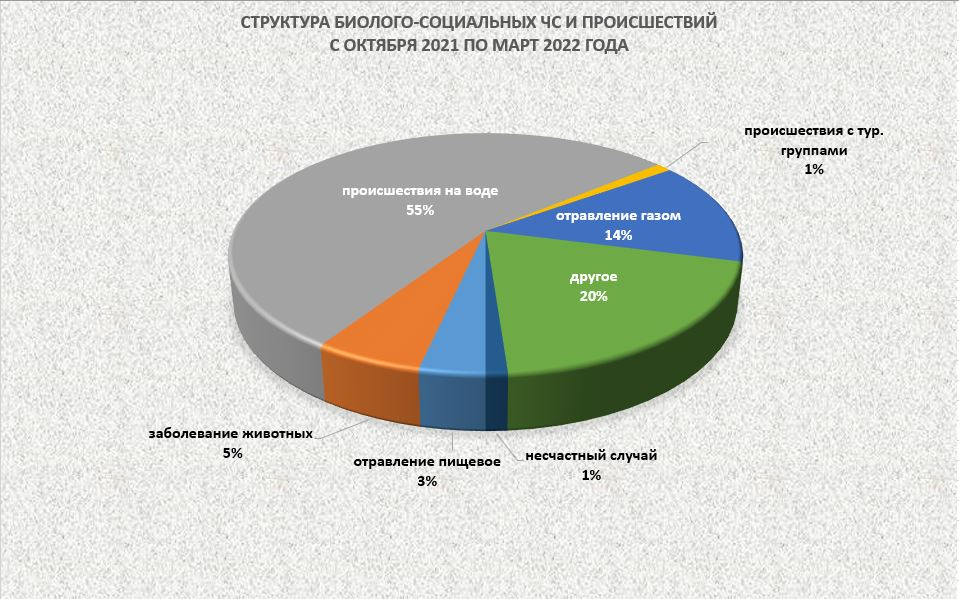 СТРУКТУРА БИОЛОГО-СОЦИАЛЬНЫХ ЧС И ПРОИСШЕСТВИЙ
С ОКТЯБРЯ 2021 ПО МАРТ 2022 ГОДА
происшествия с тур.
группами
1%
происшествия на воде
55%
отравление газом
14%
другое
20%
заболевание животных
5%
отравление пищевое
3%
несчастный случай
1%